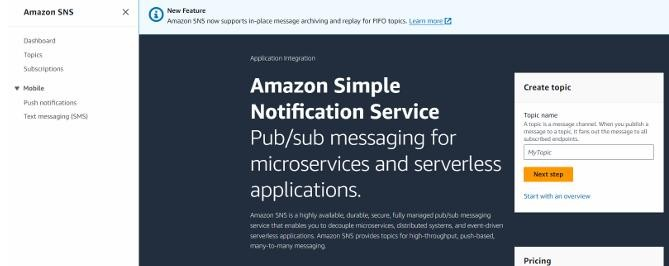 Amazon SNS
Dashboard
Topics
Subscriptions
Mobile
Push notifications
Text messaging (SMS)
New Feature
Amazon SNS now supports in-place message archiving and replay for FIFO topics. Learn more
Application Integration
Amazon Simple
Notification Service
Pub/sub messaging for
microservices and serverless
applications.
Amazon SNS is a highly available, durable, secure, fully managed pub/sub messaging
service that enables you to decouple microservices, distributed systems, and event-driven
serverless applications. Amazon SNS provides topics for high-throughput, push-based,
many-to-many messaging.
Create topic
Topic name
A topic is a message channel. When you publish a
message to a topic, it fans out the message to all
subscribed endpoints.
MyTopic
Next step
Start with an overview
Pricing